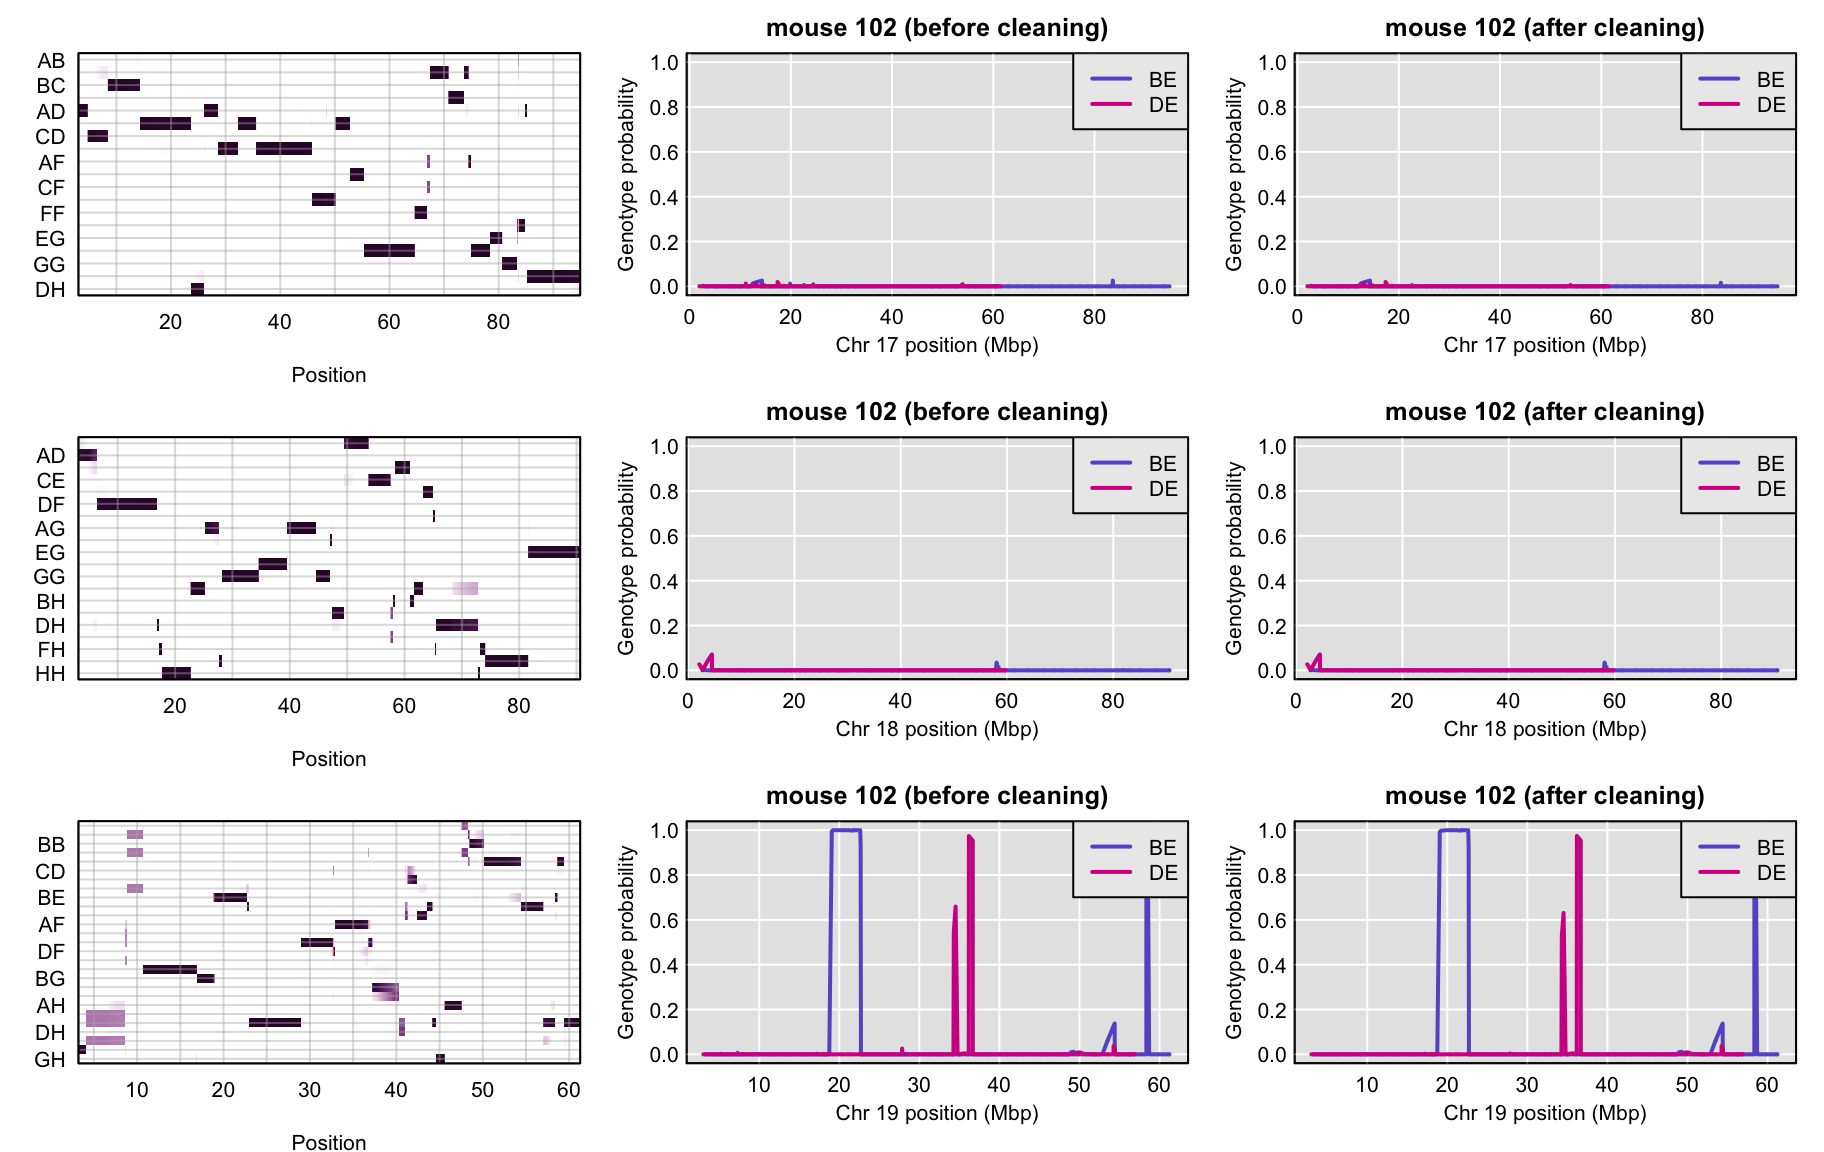 AB
BC
AD
CD
AF
CF
FF
EG
GG
DH
20 40 60 80
Position
mouse 102 (before cleaning)
Genotype probability
1.0
0.8
0.6
0.4
0.2
0.0
BE
DE
0 20 40 60 80
Chr 17 position (Mbp)
mouse 102 (after cleaning)
Genotype probability
1.0
0.8
0.6
0.4
0.2
0.0
BE
DE
0 20 40 60 80
Chr 17 position (Mbp)
AD
CE
DF
AG
EG
GG
BH
DH
FH
HH
20 40 60 80
Position
mouse 102 (before cleaning)
Genotype probability
1.0
0.8
0.6
0.4
0.2
0.0
BE
DE
0 20 40 60 80
Chr 18 position (Mbp)
mouse 102 (after cleaning)
Genotype probability
1.0
0.8
0.6
0.4
0.2
0.0
BE
DE
0 20 40 60 80
Chr 18 position (Mbp)
BB
CD
BE
AF
DF
BG
AH
DH
GH
10 20 30 40 50 60
Position
mouse 102 (before cleaning)
Genotype probability
1.0
0.8
0.6
0.4
0.2
0.0
BE
DE
10 20 30 40 50 60
Chr 19 position (Mbp)
mouse 102 (after cleaning)
Genotype probability
1.0
0.8
0.6
0.4
0.2
0.0
BE
DE
10 20 30 40 50 60
Chr 19 position (Mbp)